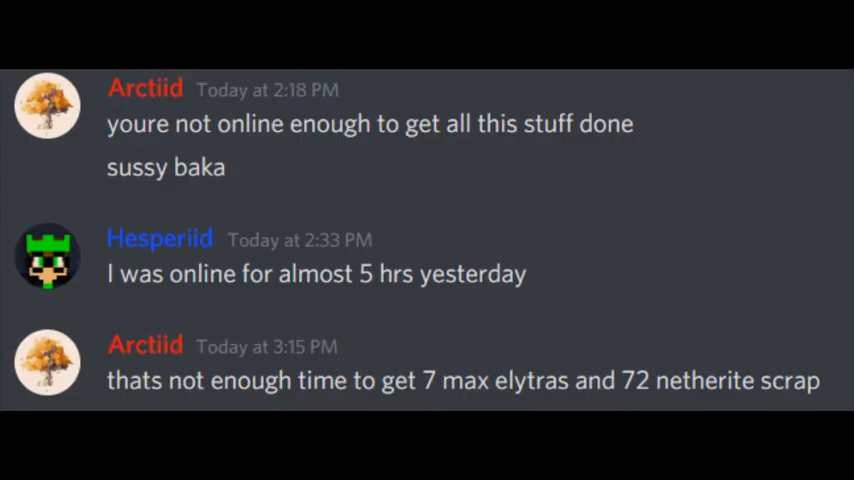 Arctiid Today at 2:18 PM
youre not online enough to get all this stuff done
sussy baka
Hesperiid Today at 2:33 PM
I was online for almost 5 hrs yesterday
Arctiid Today at 3:15 PM
thats not enough time to get 7 max elytras and 72 netherite scrap